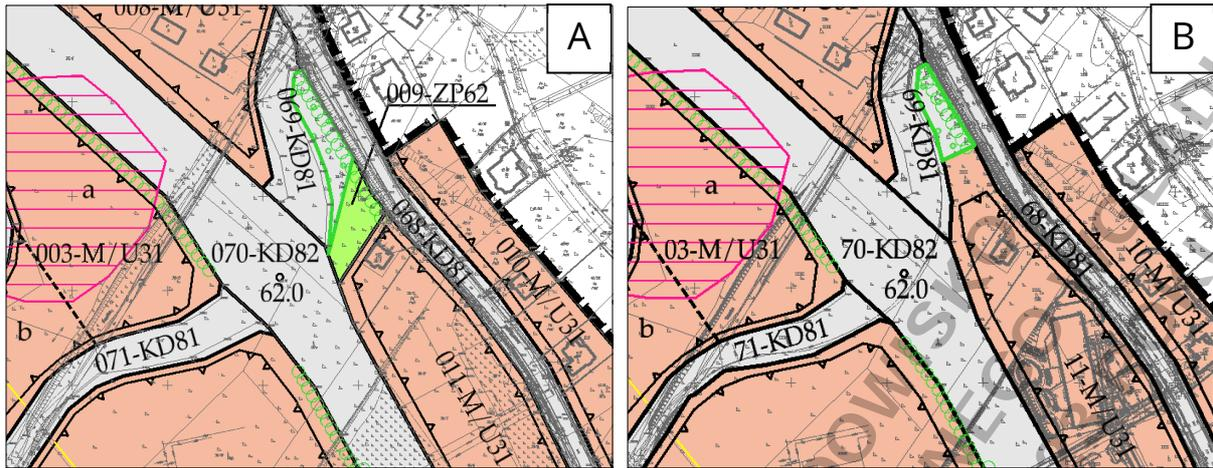 008-M/U31
A
009-ZP62
069-KD81
a
068-KD81
003-M/U31
070-KD82
62.0
010-M/U31
b
071-KD81
011-M/U31
B
69-KD81
a
68-KD81
03-M/U31
70-KD82
62.0
10-M/U31
b
71-KD81
11-M/U31